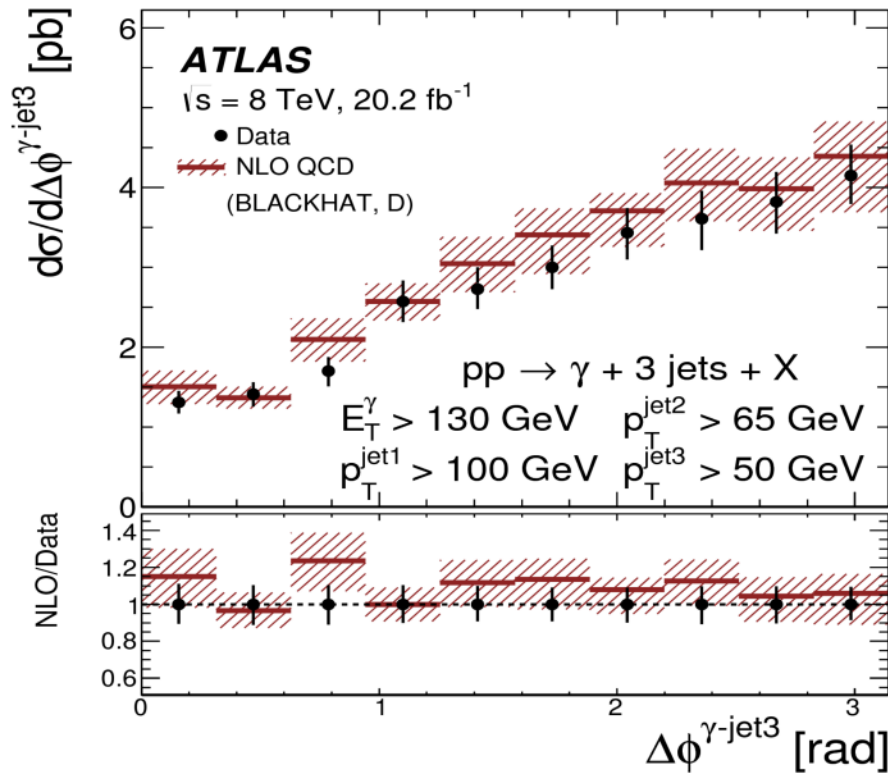 dσ/dΔϕ^{γ-jet3} [pb]
6
4
2
0
ATLAS
√s = 8 TeV, 20.2 fb⁻¹
Data
NLO QCD
(BLACKHAT, D)
pp → γ + 3 jets + X
E_T^γ > 130 GeV p_T^{jet2} > 65 GeV
p_T^{jet1} > 100 GeV p_T^{jet3} > 50 GeV
NLO/Data
1.4
1.2
1
0.8
0.6
0 1 2 3
Δϕ^{γ-jet3} [rad]